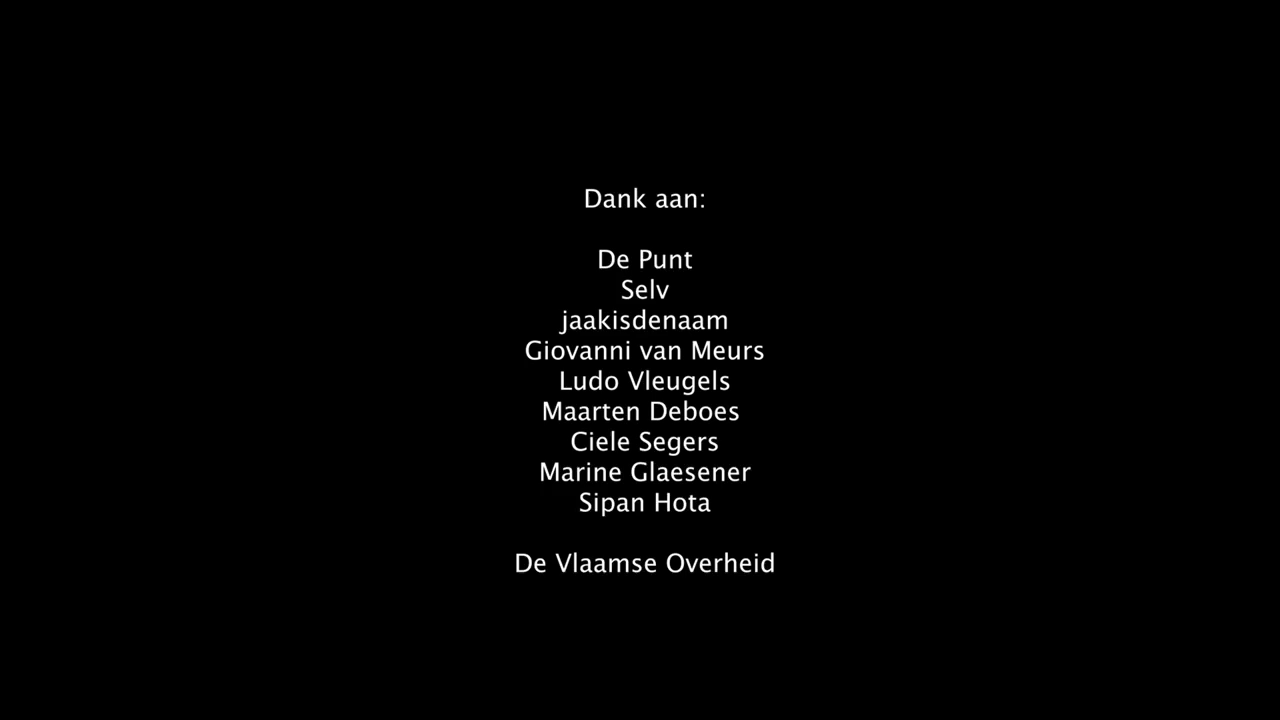 Dank aan:
De Punt
Selv
jaakisdenaam
Giovanni van Meurs
Ludo Vleugels
Maarten Deboes
Ciele Segers
Marine Glaesener
Sipan Hota
De Vlaamse Overheid